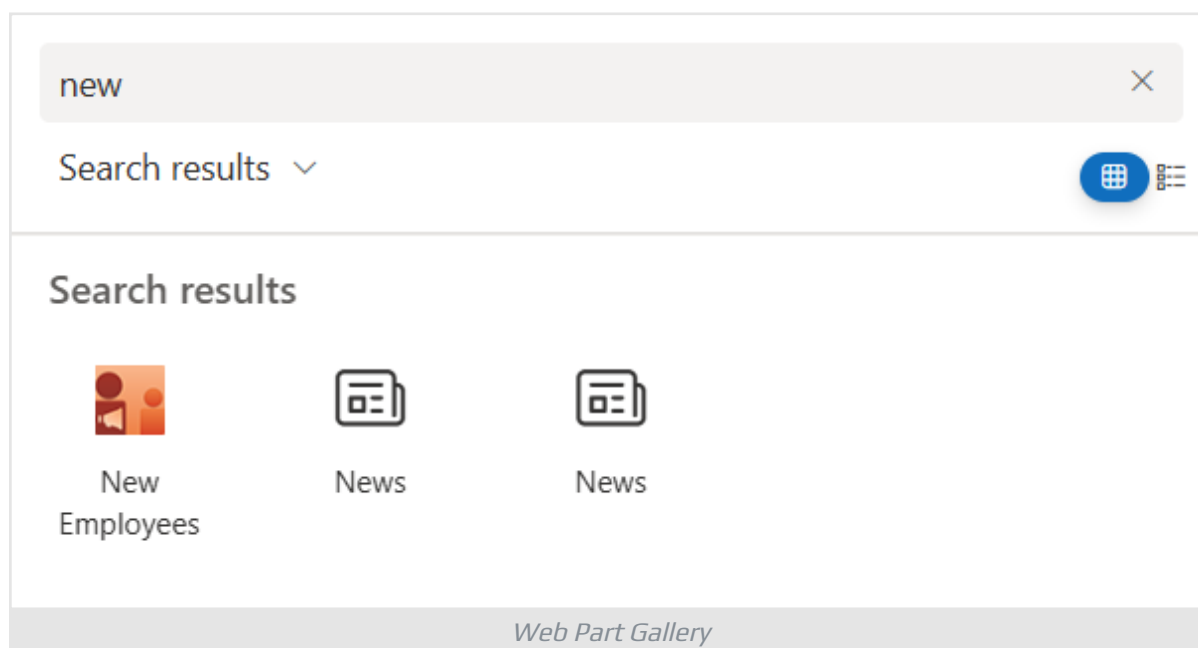 new
Search results
Search results
New
Employees
News
News
Web Part Gallery